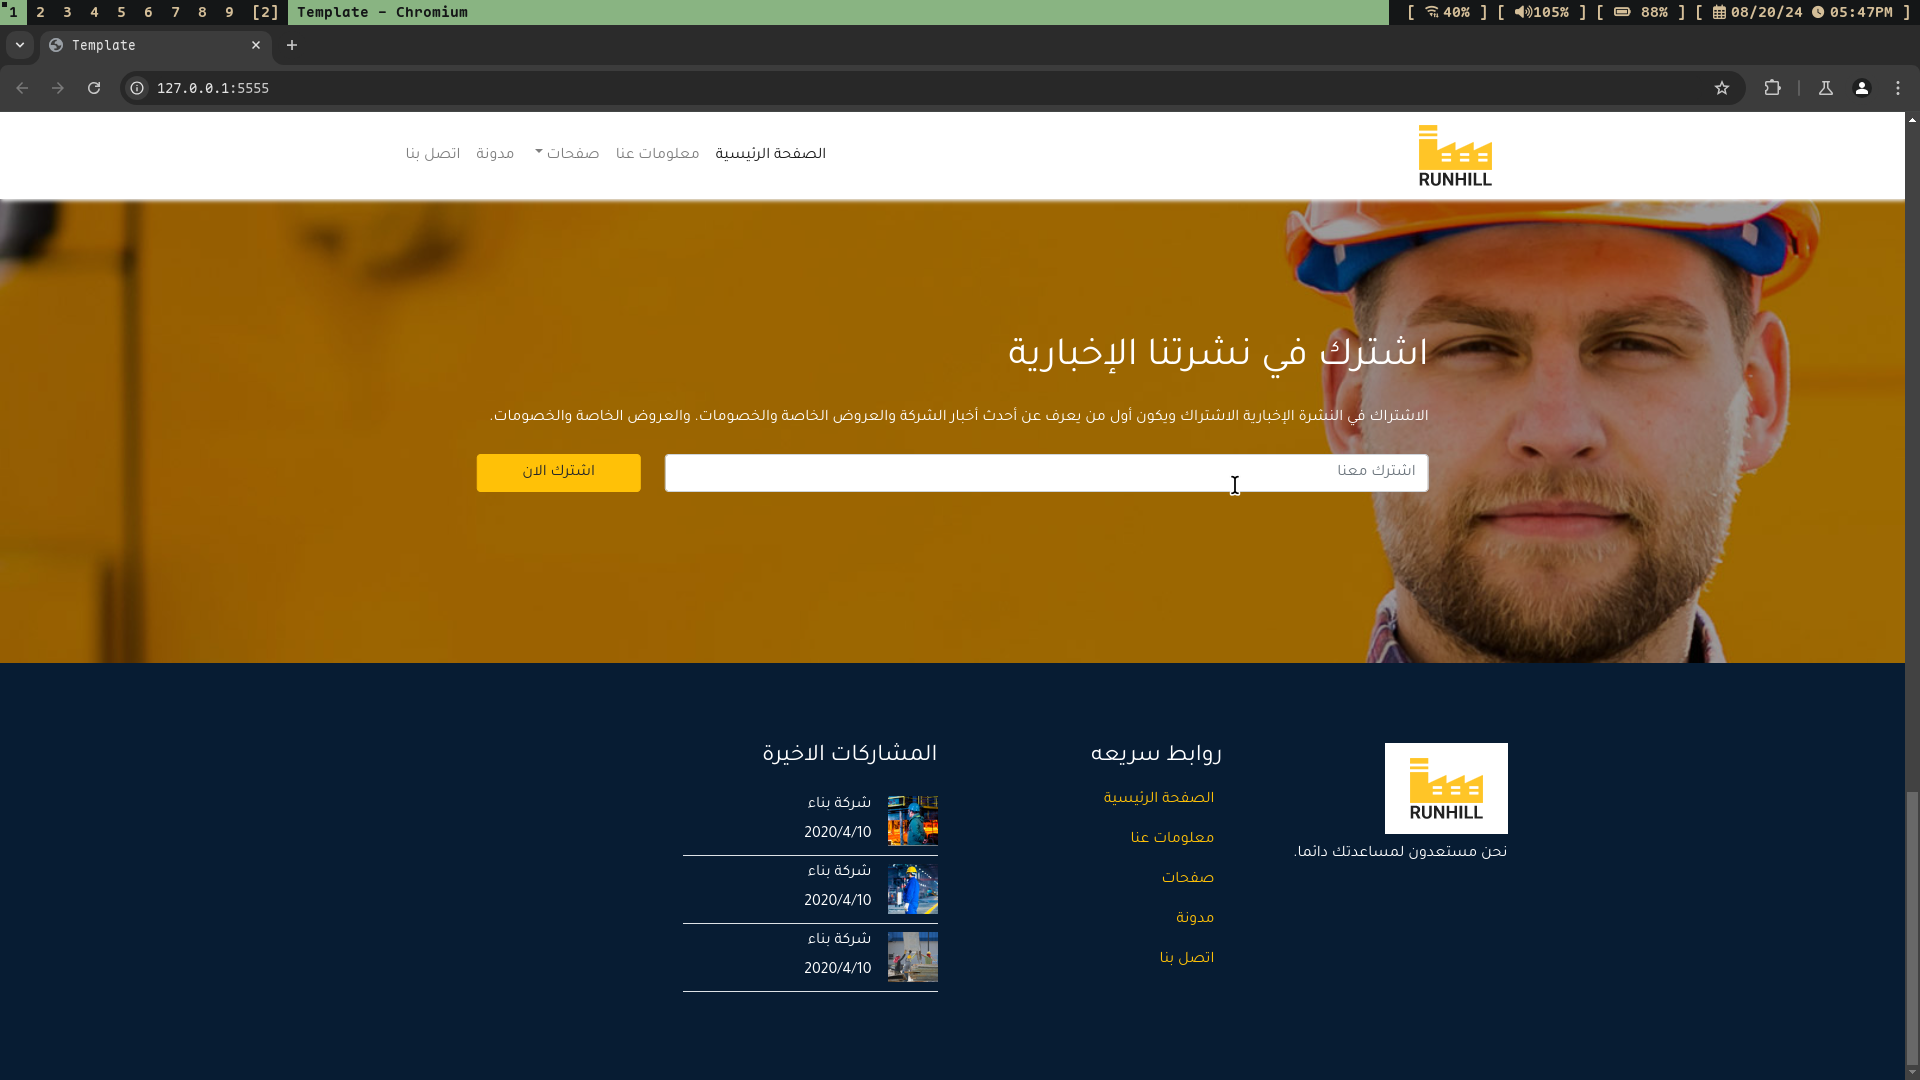 1 2 3 4 5 6 7 8 9 [2] Template - Chromium [ 40% ] [ 105% ] [ 88% ] [ 08/20/24 05:47PM ]
Template
127.0.0.1:5555
RUNHILL
الصفحة الرئيسية معلومات عنا صفحات مدونة اتصل بنا
اشترك في نشرتنا الإخبارية
الاشتراك في النشرة الإخبارية الاشتراك ويكون أول من يعرف عن أحدث أخبار الشركة والعروض الخاصة والخصومات. والعروض الخاصة والخصومات.
اشترك معنا
اشترك الان
RUNHILL
نحن مستعدون لمساعدتك دائما.
روابط سريعه
الصفحة الرئيسية
معلومات عنا
صفحات
مدونة
اتصل بنا
المشاركات الاخيرة
شركة بناء
2020/4/10
شركة بناء
2020/4/10
شركة بناء
2020/4/10